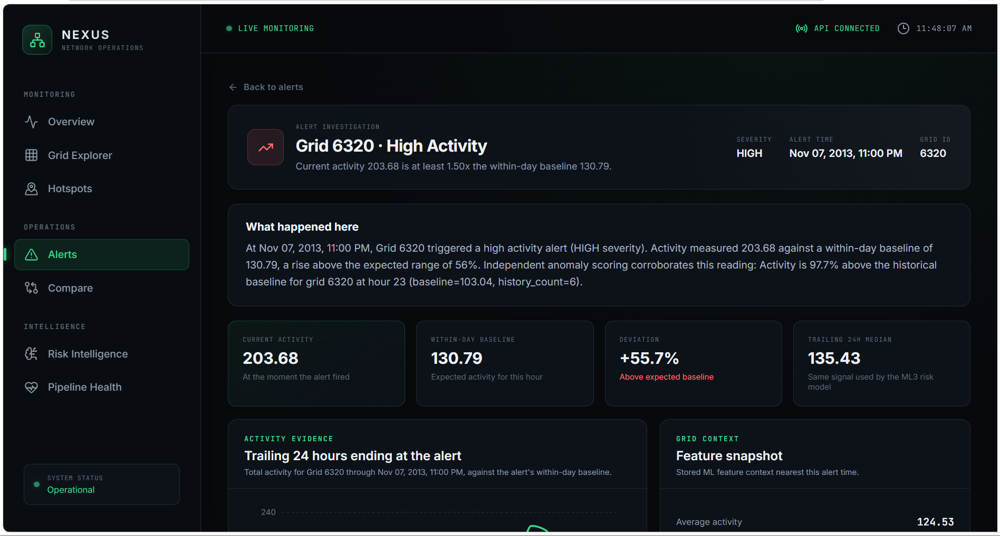 NEXUS
NETWORK OPERATIONS
MONITORING
Overview
Grid Explorer
Hotspots
OPERATIONS
Alerts
Compare
INTELLIGENCE
Risk Intelligence
Pipeline Health
SYSTEM STATUS
Operational
LIVE MONITORING
API CONNECTED
11:48:07 AM
Back to alerts
ALERT INVESTIGATION
Grid 6320 · High Activity
Current activity 203.68 is at least 1.50x the within-day baseline 130.79.
SEVERITY
HIGH
ALERT TIME
Nov 07, 2013, 11:00 PM
GRID ID
6320
What happened here
At Nov 07, 2013, 11:00 PM, Grid 6320 triggered a high activity alert (HIGH severity). Activity measured 203.68 against a within-day baseline of
130.79, a rise above the expected range of 56%. Independent anomaly scoring corroborates this reading: Activity is 97.7% above the historical
baseline for grid 6320 at hour 23 (baseline=103.04, history_count=6).
CURRENT ACTIVITY
203.68
At the moment the alert fired
WITHIN-DAY BASELINE
130.79
Expected activity for this hour
DEVIATION
+55.7%
Above expected baseline
TRAILING 24H MEDIAN
135.43
Same signal used by the ML3 risk
model
ACTIVITY EVIDENCE
Trailing 24 hours ending at the alert
Total activity for Grid 6320 through Nov 07, 2013, 11:00 PM, against the alert's within-day baseline.
240
GRID CONTEXT
Feature snapshot
Stored ML feature context nearest this alert time.
Average activity
124.53